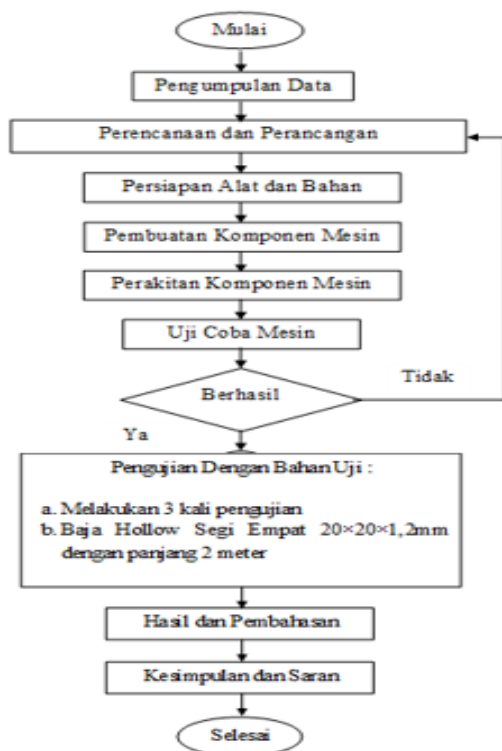 Mulai
Pengumpulan Data
Perencanaan dan Perancangan
Persiapan Alat dan Bahan
Pembuatan Komponen Mesin
Perakitan Komponen Mesin
Uji Coba Mesin
Berhasil
Tidak
Ya
Pengujian Dengan Bahan Uji :
a. Melakukan 3 kali pengujian
b. Baja Hollow Segi Empat 20×20×1,2mm
dengan panjang 2 meter
Hasil dan Pembahasan
Kesimpulan dan Saran
Selesai